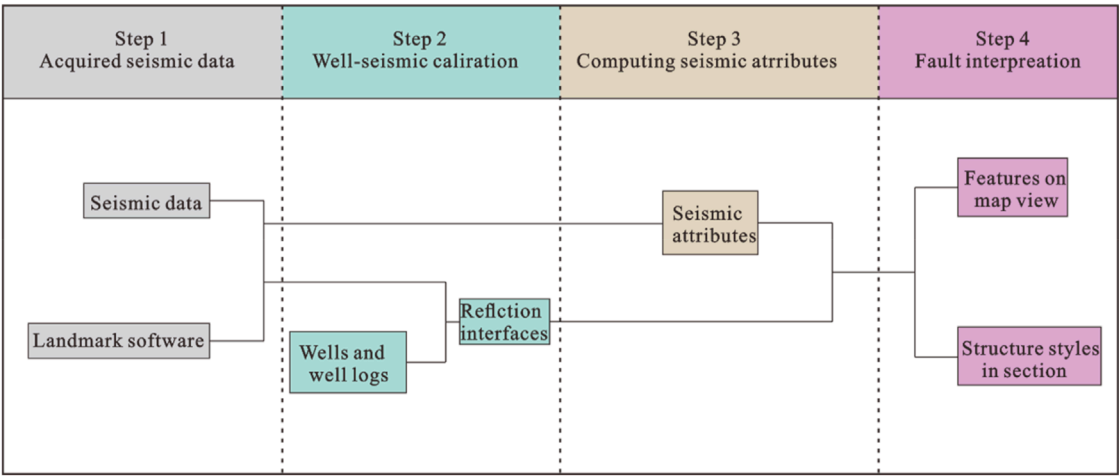 Step 1
Acquired seismic data
Step 2
Well-seismic caliration
Step 3
Computing seismic atrributes
Step 4
Fault interpreation
Seismic data
Landmark software
Wells and
well logs
Reflction
interfaces
Seismic
attributes
Features on
map view
Structure styles
in section